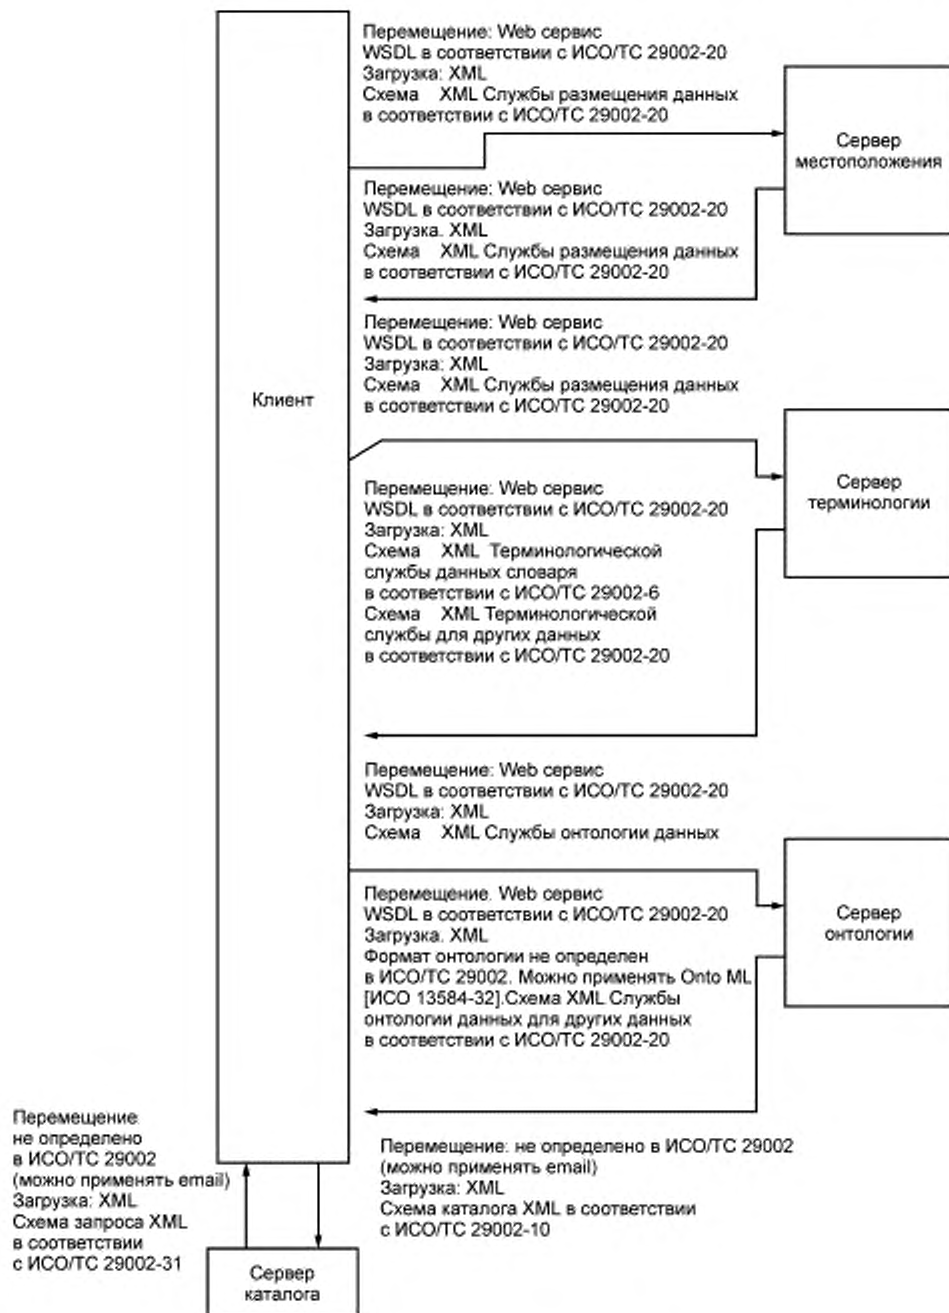 Перемещение: Web сервис
WSDL в соответствии с ИСО/ТС 29002-20
Загрузка: XML
Схема XML Службы размещения данных
в соответствии с ИСО/ТС 29002-20
Сервер
местоположения
Перемещение: Web сервис
WSDL в соответствии с ИСО/ТС 29002-20
Загрузка. XML
Схема XML Службы размещения данных
в соответствии с ИСО/ТС 29002-20
Перемещение: Web сервис
WSDL в соответствии с ИСО/ТС 29002-20
Загрузка: XML
Схема XML Службы размещения данных
в соответствии с ИСО/ТС 29002-20
Клиент
Сервер
терминологии
Перемещение: Web сервис
WSDL в соответствии с ИСО/ТС 29002-20
Загрузка: XML
Схема XML Терминологической
службы данных словаря
в соответствии с ИСО/ТС 29002-6
Схема XML Терминологической
службы для других данных
в соответствии с ИСО/ТС 29002-20
Перемещение: Web сервис
WSDL в соответствии с ИСО/ТС 29002-20
Загрузка: XML
Схема XML Службы онтологии данных
Сервер
онтологии
Перемещение. Web сервис
WSDL в соответствии с ИСО/ТС 29002-20
Загрузка. XML
Формат онтологии не определен
в ИСО/ТС 29002. Можно применять Onto ML
[ИСО 13584-32].Схема XML Службы
онтологии данных для других данных
в соответствии с ИСО/ТС 29002-20
Перемещение
не определено
в ИСО/ТС 29002
(можно применять email)
Загрузка: XML
Схема запроса XML
в соответствии
с ИСО/ТС 29002-31
Перемещение: не определено в ИСО/ТС 29002
(можно применять email)
Загрузка: XML
Схема каталога XML в соответствии
с ИСО/ТС 29002-10
Сервер
каталога